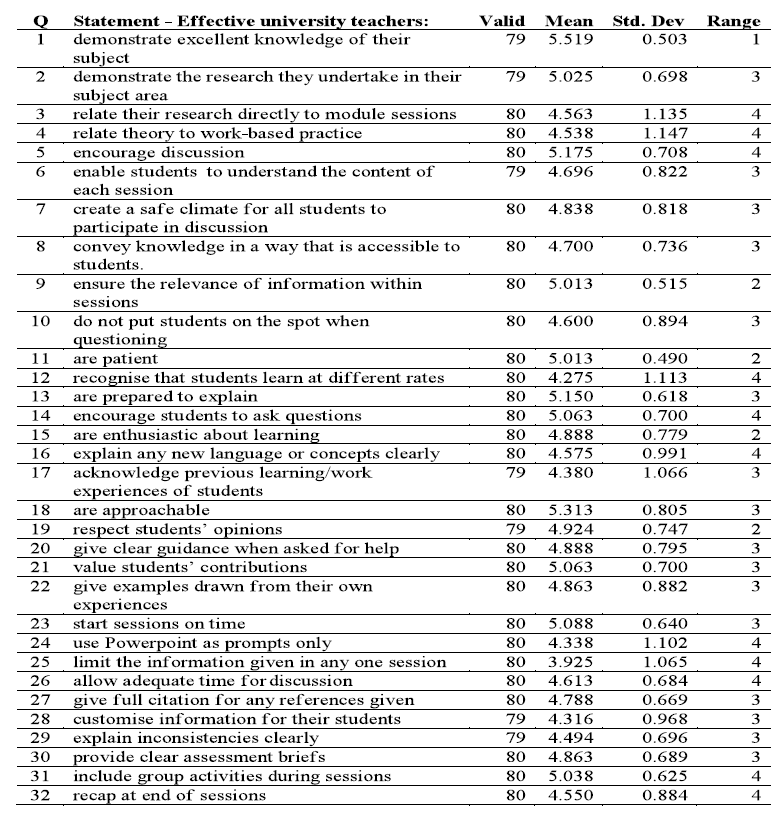 Q Statement – Effective university teachers: Valid Mean Std. Dev Range
1 demonstrate excellent knowledge of their 79 5.519 0.503 1
subject
2 demonstrate the research they undertake in their 79 5.025 0.698 3
subject area
3 relate their research directly to module sessions 80 4.563 1.135 4
4 relate theory to work-based practice 80 4.538 1.147 4
5 encourage discussion 80 5.175 0.708 4
6 enable students to understand the content of 79 4.696 0.822 3
each session
7 create a safe climate for all students to 80 4.838 0.818 3
participate in discussion
8 convey knowledge in a way that is accessible to 80 4.700 0.736 3
students.
9 ensure the relevance of information within 80 5.013 0.515 2
sessions
10 do not put students on the spot when 80 4.600 0.894 3
questioning
11 are patient 80 5.013 0.490 2
12 recognise that students learn at different rates 80 4.275 1.113 4
13 are prepared to explain 80 5.150 0.618 3
14 encourage students to ask questions 80 5.063 0.700 4
15 are enthusiastic about learning 80 4.888 0.779 2
16 explain any new language or concepts clearly 80 4.575 0.991 4
17 acknowledge previous learning/work 79 4.380 1.066 3
experiences of students
18 are approachable 80 5.313 0.805 3
19 respect students' opinions 79 4.924 0.747 2
20 give clear guidance when asked for help 80 4.888 0.795 3
21 value students' contributions 80 5.063 0.700 3
22 give examples drawn from their own 80 4.863 0.882 3
experiences
23 start sessions on time 80 5.088 0.640 3
24 use Powerpoint as prompts only 80 4.338 1.102 4
25 limit the information given in any one session 80 3.925 1.065 4
26 allow adequate time for discussion 80 4.613 0.684 4
27 give full citation for any references given 80 4.788 0.669 3
28 customise information for their students 79 4.316 0.968 3
29 explain inconsistencies clearly 79 4.494 0.696 3
30 provide clear assessment briefs 80 4.863 0.689 3
31 include group activities during sessions 80 5.038 0.625 4
32 recap at end of sessions 80 4.550 0.884 4